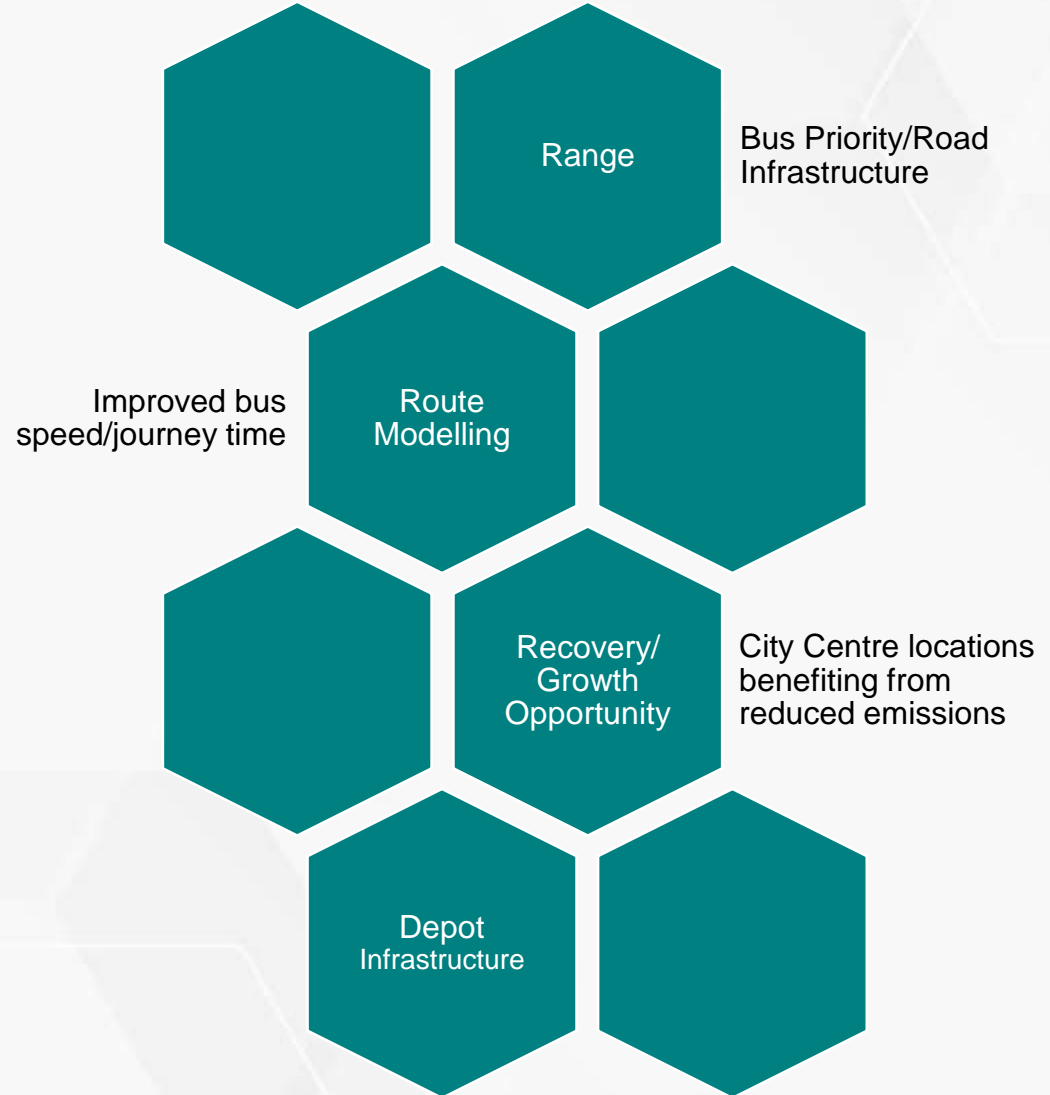 Range
Bus Priority/Road
Infrastructure
Improved bus
speed/journey time
Route
Modelling
Recovery/
Growth
Opportunity
City Centre locations
benefiting from
reduced emissions
Depot
Infrastructure